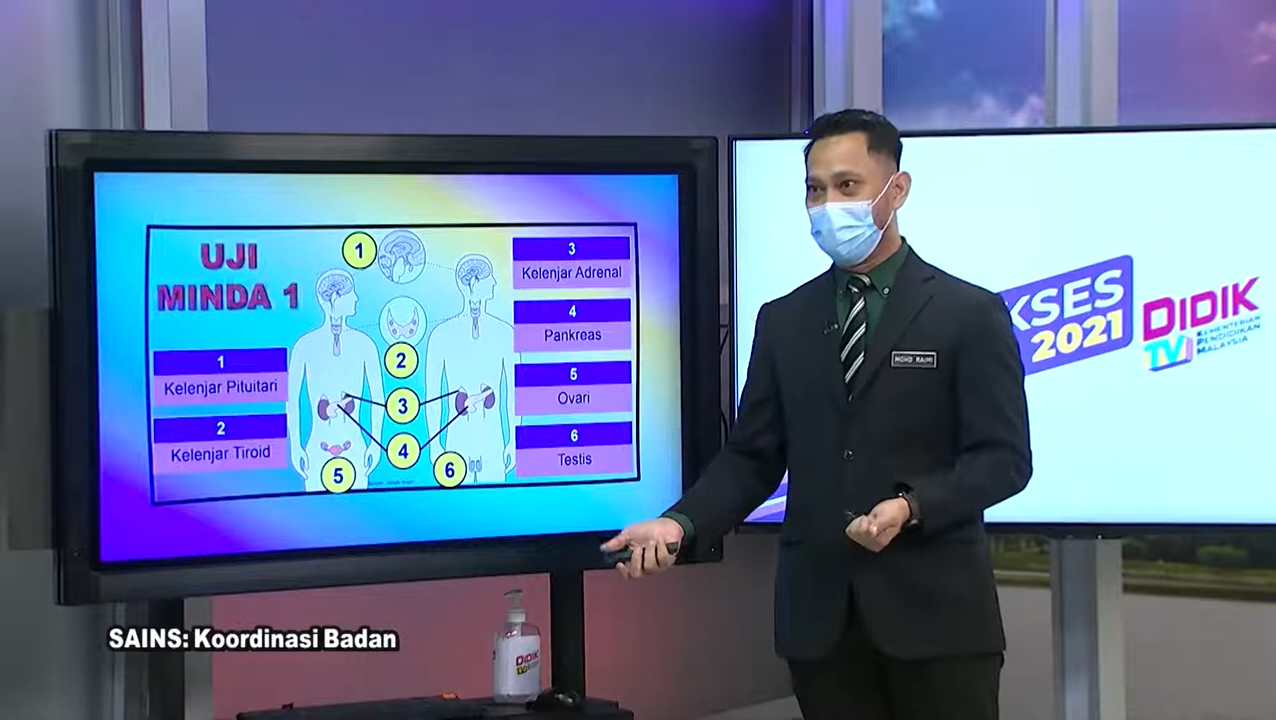 UJI
MINDA 1
1
Kelenjar Pituitari
2
Kelenjar Tiroid
1
2
3
4
5
6
3
Kelenjar Adrenal
4
Pankreas
5
Ovari
6
Testis
MOHD RAIMI
KSES
2021
DIDIK
TV
KEMENTERIAN
PENDIDIKAN
MALAYSIA
DIDIK
TV
SAINS: Koordinasi Badan